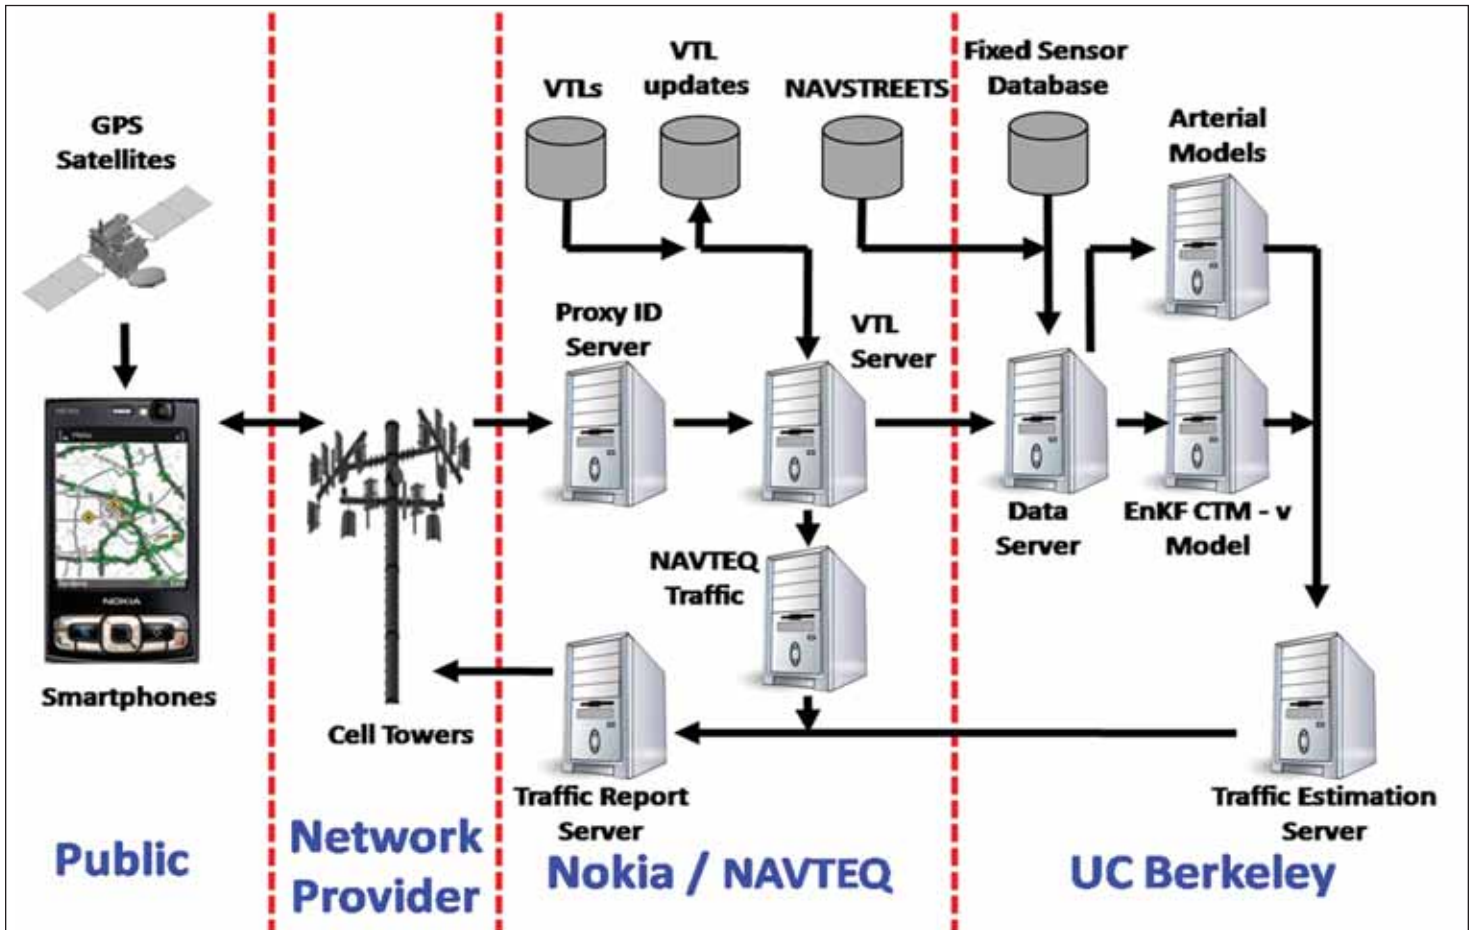 GPS
Satellites
Smartphones
Public
Cell Towers
Network
Provider
VTLs
VTL
updates
NAVSTREETS
Proxy ID
Server
VTL
Server
NAVTEQ
Traffic
Traffic Report
Server
Nokia / NAVTEQ
Fixed Sensor
Database
Arterial
Models
Data
Server
EnKF CTM - v
Model
Traffic Estimation
Server
UC Berkeley
NOKIA